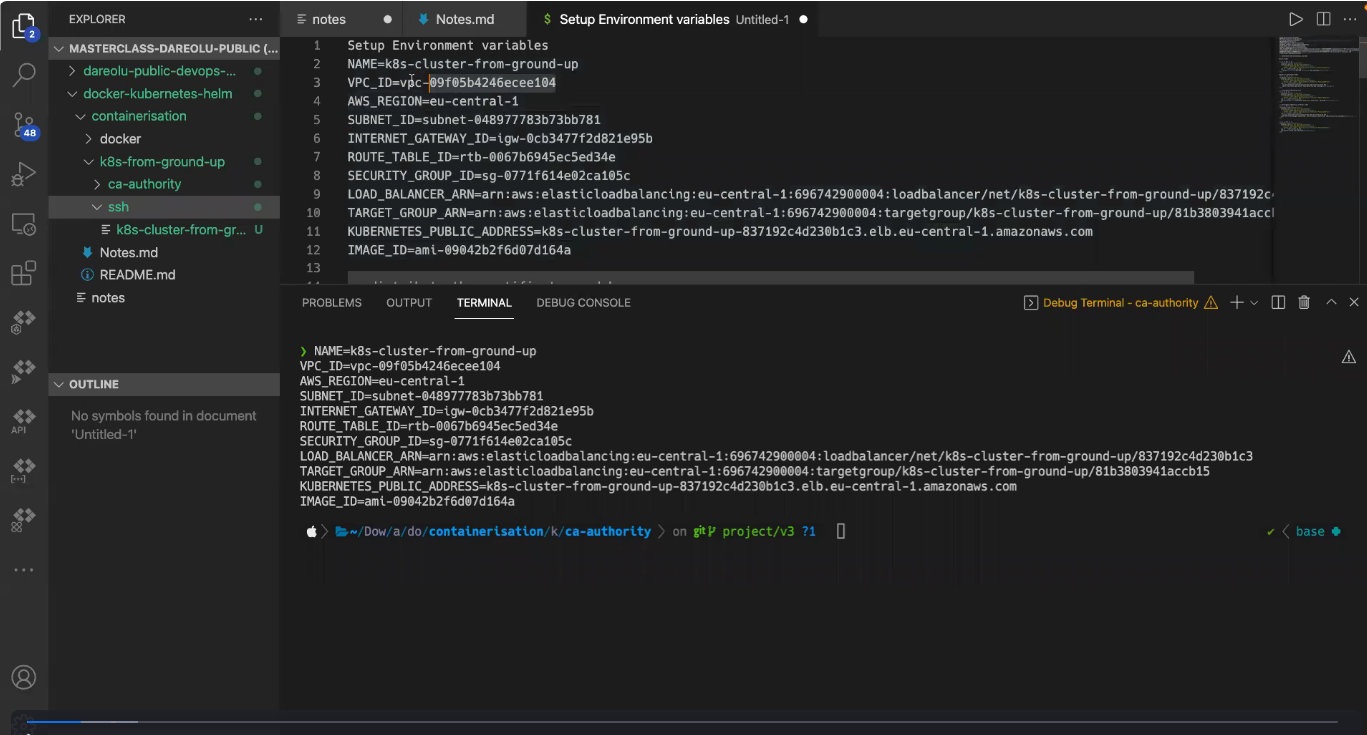 EXPLORER
2
48
MASTERCLASS-DAREOLU-PUBLIC (...
dareolu-public-devops-...
docker-kubernetes-helm
containerisation
docker
k8s-from-ground-up
ca-authority
ssh
k8s-cluster-from-gr... U
Notes.md
README.md
notes
OUTLINE
No symbols found in document
'Untitled-1'
API
notes
Notes.md
$ Setup Environment variables Untitled-1
1 Setup Environment variables
2 NAME=k8s-cluster-from-ground-up
3 VPC_ID=vpc-09f05b4246ecee104
4 AWS_REGION=eu-central-1
5 SUBNET_ID=subnet-048977783b73bb781
6 INTERNET_GATEWAY_ID=igw-0cb3477f2d821e95b
7 ROUTE_TABLE_ID=rtb-0067b6945ec5ed34e
8 SECURITY_GROUP_ID=sg-0771f614e02ca105c
9 LOAD_BALANCER_ARN=arn:aws:elasticloadbalancing:eu-central-1:696742900004:loadbalancer/net/k8s-cluster-from-ground-up/837192c4
10 TARGET_GROUP_ARN=arn:aws:elasticloadbalancing:eu-central-1:696742900004:targetgroup/k8s-cluster-from-ground-up/81b3803941acc
11 KUBERNETES_PUBLIC_ADDRESS=k8s-cluster-from-ground-up-837192c4d230b1c3.elb.eu-central-1.amazonaws.com
12 IMAGE_ID=ami-09042b2f6d07d164a
13
PROBLEMS OUTPUT TERMINAL DEBUG CONSOLE
Debug Terminal - ca-authority
❯ NAME=k8s-cluster-from-ground-up
VPC_ID=vpc-09f05b4246ecee104
AWS_REGION=eu-central-1
SUBNET_ID=subnet-048977783b73bb781
INTERNET_GATEWAY_ID=igw-0cb3477f2d821e95b
ROUTE_TABLE_ID=rtb-0067b6945ec5ed34e
SECURITY_GROUP_ID=sg-0771f614e02ca105c
LOAD_BALANCER_ARN=arn:aws:elasticloadbalancing:eu-central-1:696742900004:loadbalancer/net/k8s-cluster-from-ground-up/837192c4d230b1c3
TARGET_GROUP_ARN=arn:aws:elasticloadbalancing:eu-central-1:696742900004:targetgroup/k8s-cluster-from-ground-up/81b3803941accb15
KUBERNETES_PUBLIC_ADDRESS=k8s-cluster-from-ground-up-837192c4d230b1c3.elb.eu-central-1.amazonaws.com
IMAGE_ID=ami-09042b2f6d07d164a
~/Dow/a/do/containerisation/k/ca-authority on git project/v3 ?1
✔ base